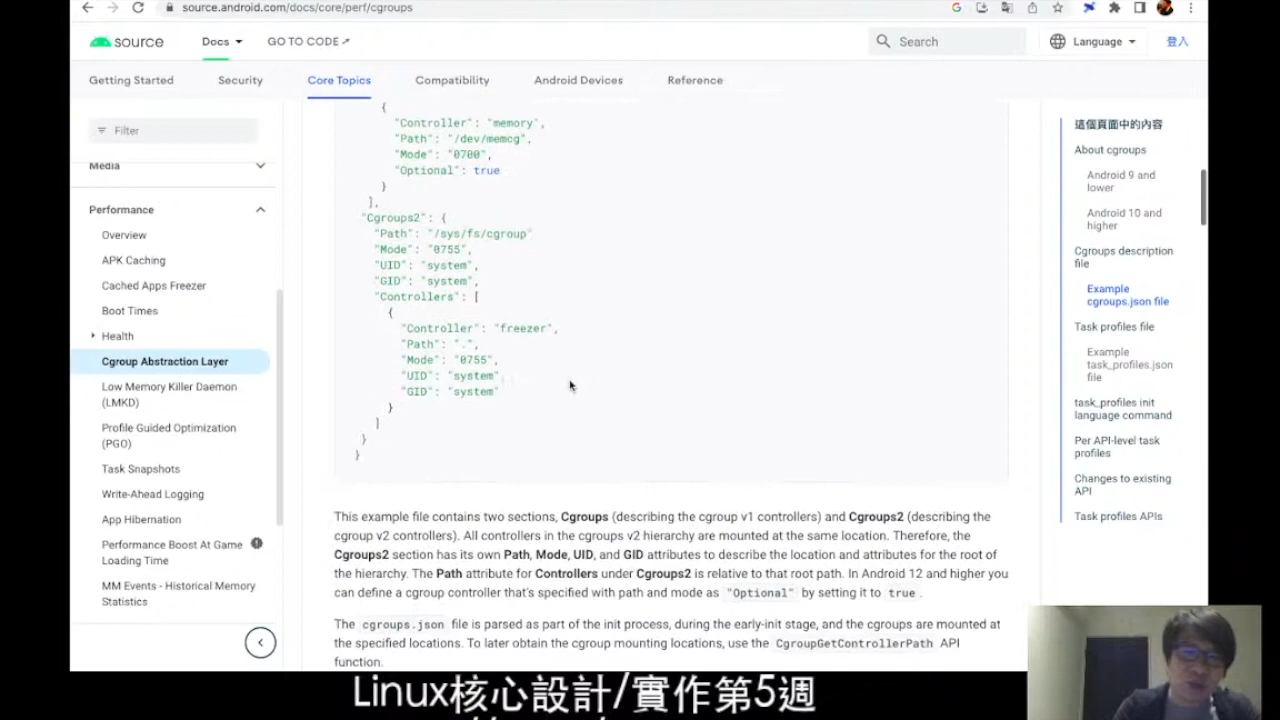 source.android.com/docs/core/perf/cgroups
source
Docs
GO TO CODE ↗
Search
Language
登入
Getting Started
Security
Core Topics
Compatibility
Android Devices
Reference
Filter
Media
Performance
Overview
APK Caching
Cached Apps Freezer
Boot Times
Health
Cgroup Abstraction Layer
Low Memory Killer Daemon
(LMKD)
Profile Guided Optimization
(PGO)
Task Snapshots
Write-Ahead Logging
App Hibernation
Performance Boost At Game
Loading Time
MM Events - Historical Memory
Statistics
{
"Controller": "memory",
"Path": "/dev/memcg",
"Mode": "0700",
"Optional": true
}
],
"Cgroups2": {
"Path": "/sys/fs/cgroup"
"Mode": "0755",
"UID": "system",
"GID": "system",
"Controllers": [
{
"Controller": "freezer",
"Path": ".",
"Mode": "0755",
"UID": "system",
"GID": "system"
}
]
}
}
This example file contains two sections, Cgroups (describing the cgroup v1 controllers) and Cgroups2 (describing the
cgroup v2 controllers). All controllers in the cgroups v2 hierarchy are mounted at the same location. Therefore, the
Cgroups2 section has its own Path, Mode, UID, and GID attributes to describe the location and attributes for the root of
the hierarchy. The Path attribute for Controllers under Cgroups2 is relative to that root path. In Android 12 and higher you
can define a cgroup controller that's specified with path and mode as "Optional" by setting it to true.
The cgroups.json file is parsed as part of the init process, during the early-init stage, and the cgroups are mounted at
the specified locations. To later obtain the cgroup mounting locations, use the CgroupGetControllerPath API
function.
這個頁面中的內容
About cgroups
Android 9 and
lower
Android 10 and
higher
Cgroups description
file
Example
cgroups.json file
Task profiles file
Example
task_profiles.json
file
task_profiles init
language command
Per API-level task
profiles
Changes to existing
API
Task profiles APIs
Linux核心設計/實作第5週